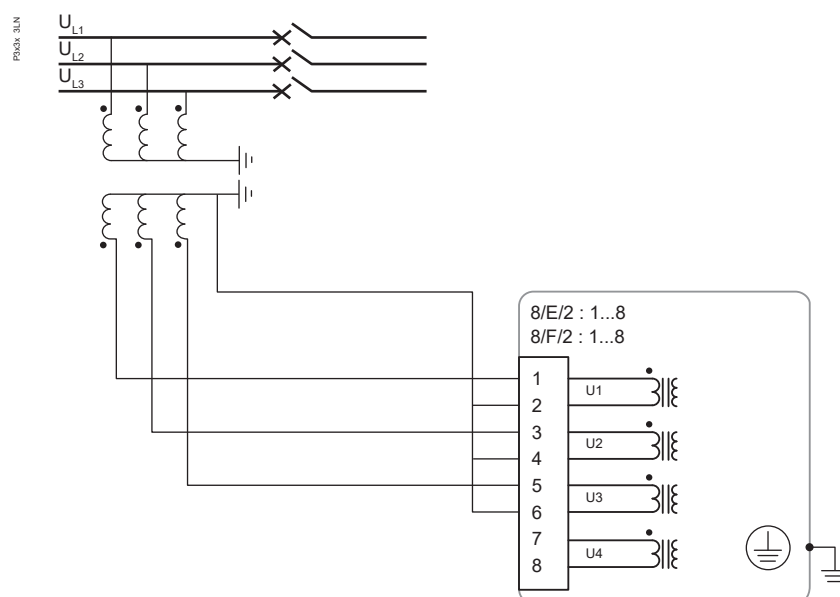 P3x3x 3LN
UL1
UL2
UL3
8/E/2 : 1...8
8/F/2 : 1...8
1
U1
2
3
U2
4
5
U3
6
7
U4
8